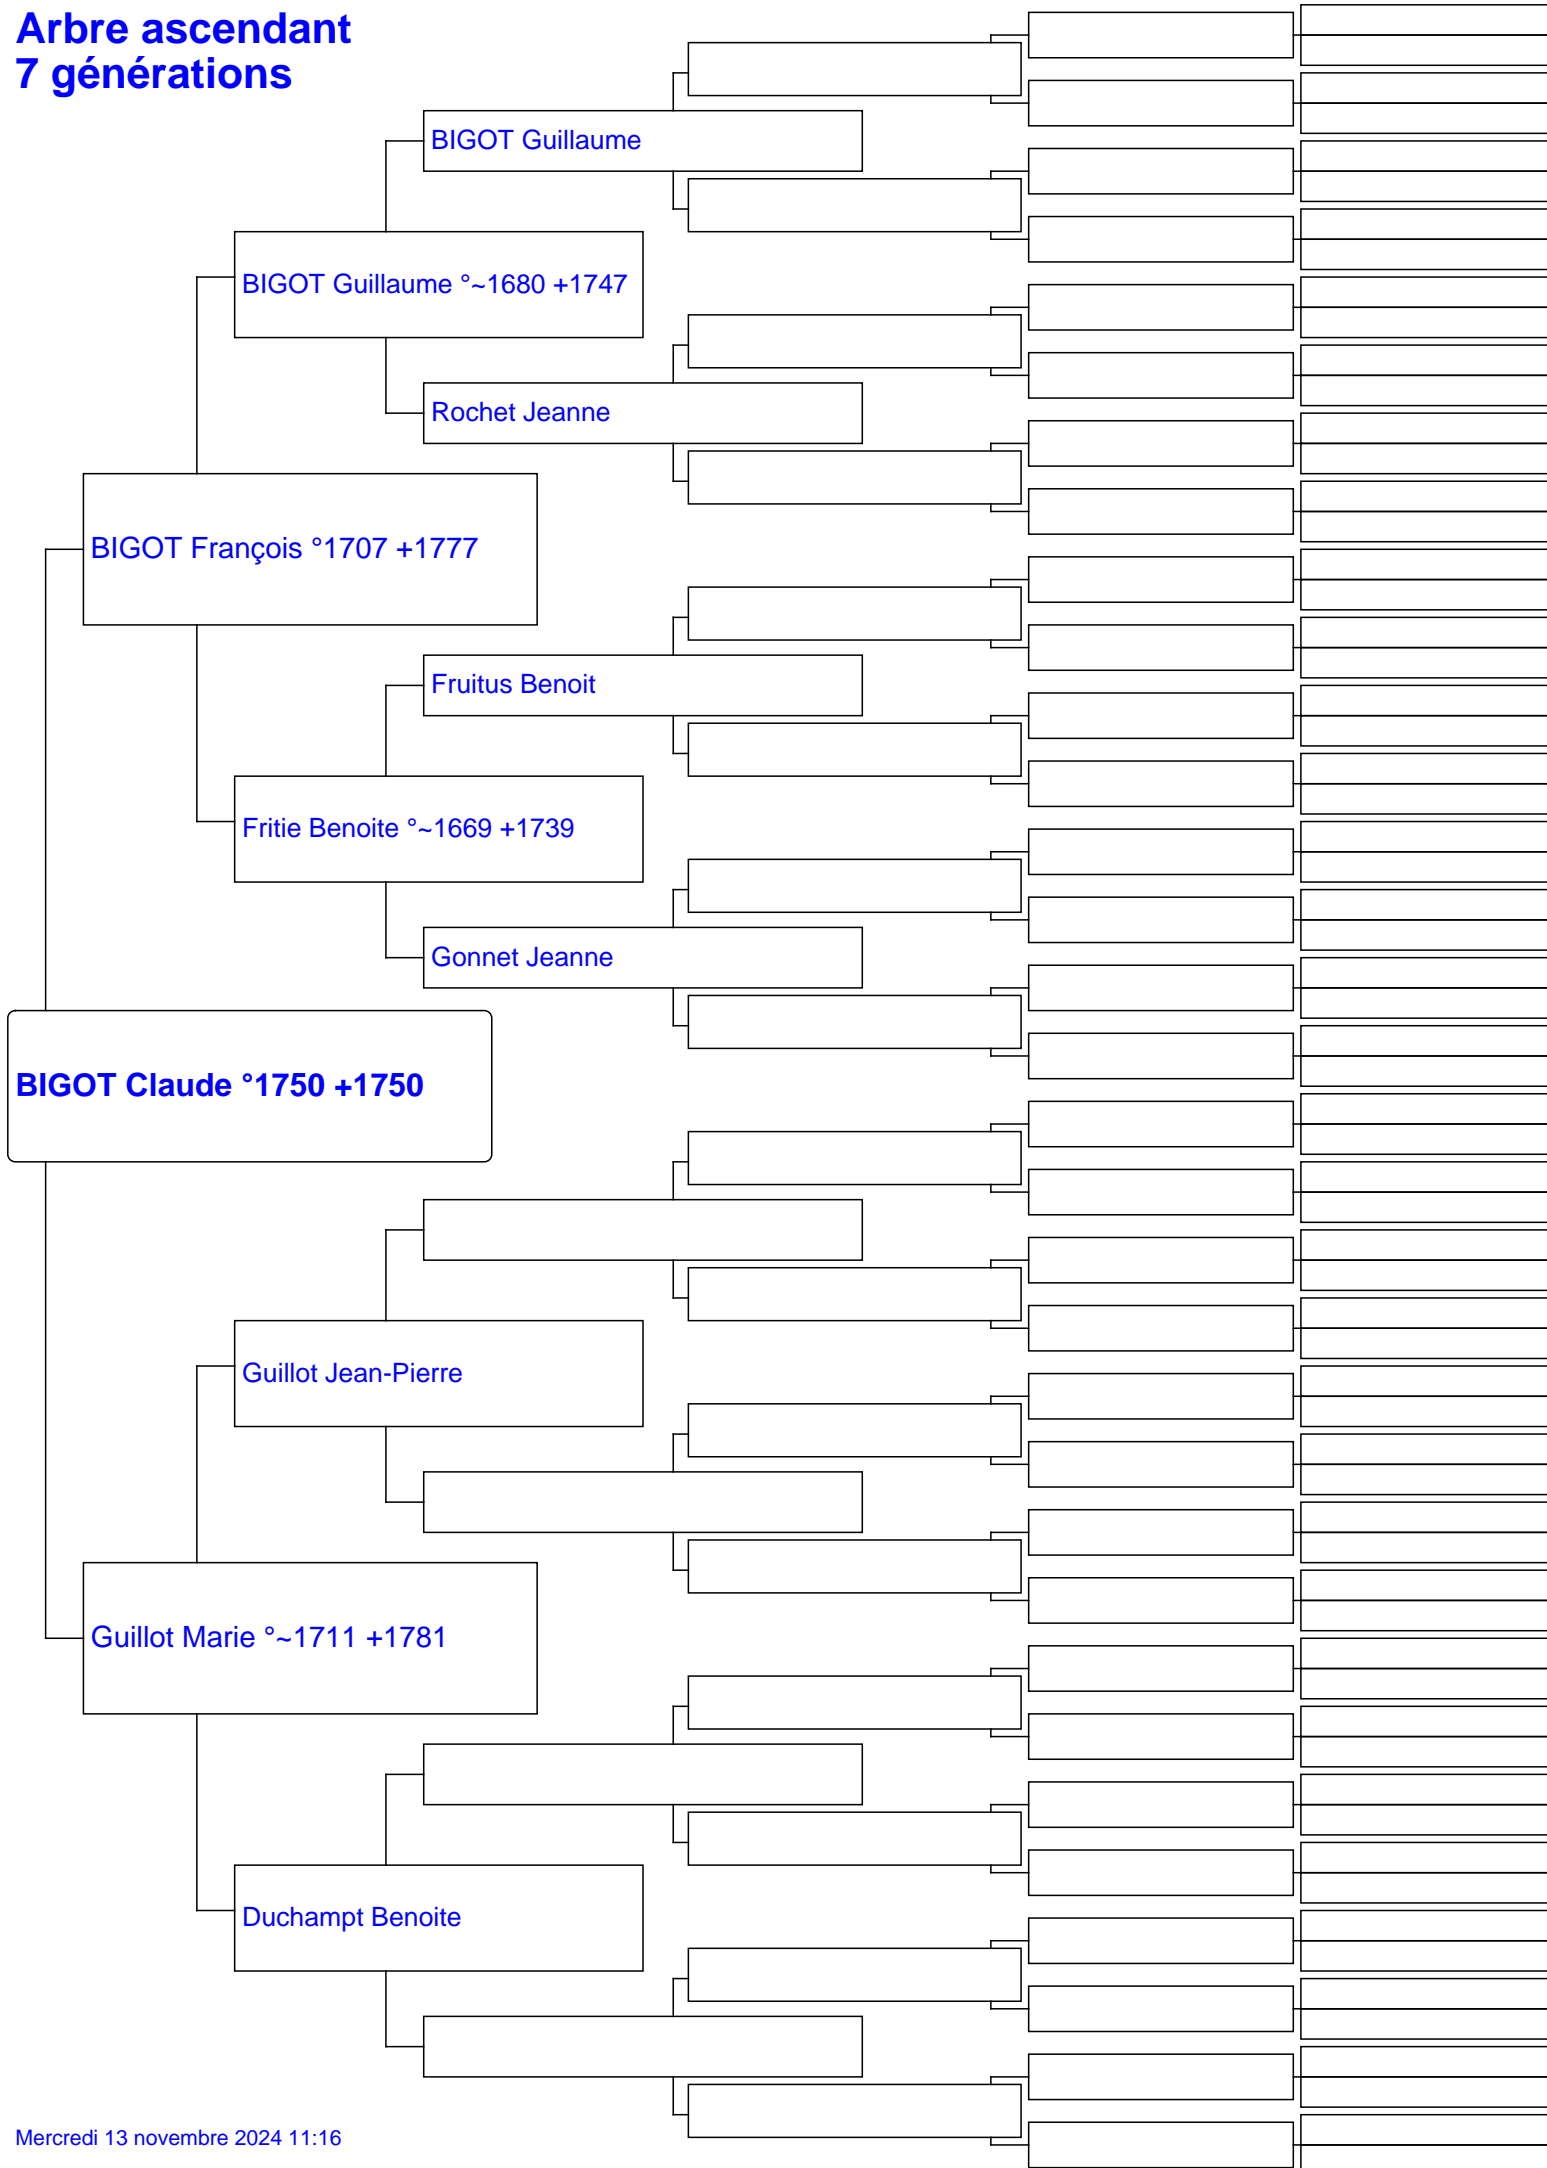 Arbre ascendant
7 générations
BIGOT Guillaume
BIGOT Guillaume °~1680 +1747
Rochet Jeanne
BIGOT François °1707 +1777
Fruitus Benoit
Fritie Benoite °~1669 +1739
Gonnet Jeanne
BIGOT Claude °1750 +1750
Guillot Jean-Pierre
Guillot Marie °~1711 +1781
Duchampt Benoite
Mercredi 13 novembre 2024 11:16